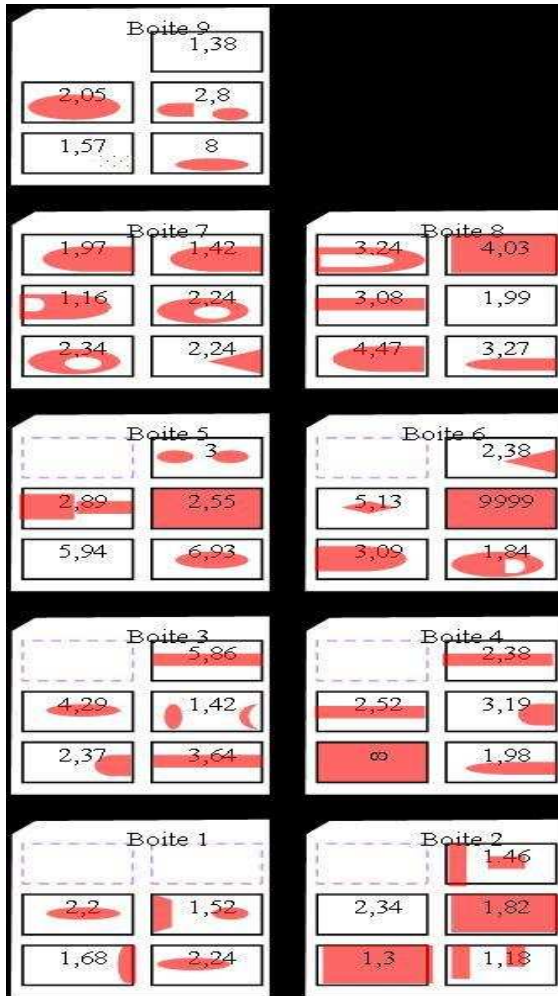 Boite 9
1,38
2,05 2,8
1,57 8
Boite 7 Boite 8
1,97 1,42 3,24 4,03
1,16 2,24 3,08 1,99
2,34 2,24 4,47 3,27
Boite 5 Boite 6
3 2,38
2,89 2,55 5,13 9999
5,94 6,93 3,09 1,84
Boite 3 Boite 4
5,86 2,38
4,29 1,42 2,52 3,19
2,37 3,64 8 1,98
Boite 1 Boite 2
1.46
2,2 1,52 2,34 1,82
1,68 2,24 1,3 1,18